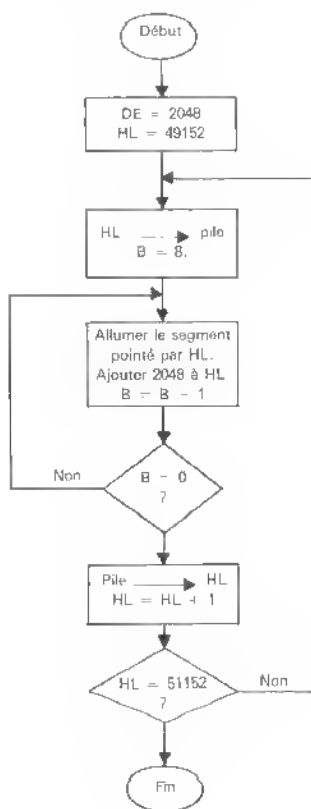 Début
DE = 2048
HL = 49152
HL pile
B = 8.
Allumer le segment
pointé par HL.
Ajouter 2048 à HL
B = B - 1
Non
B = 0
?
Pile HL
HL = HL + 1
HL = 51152
?
Non
Fin